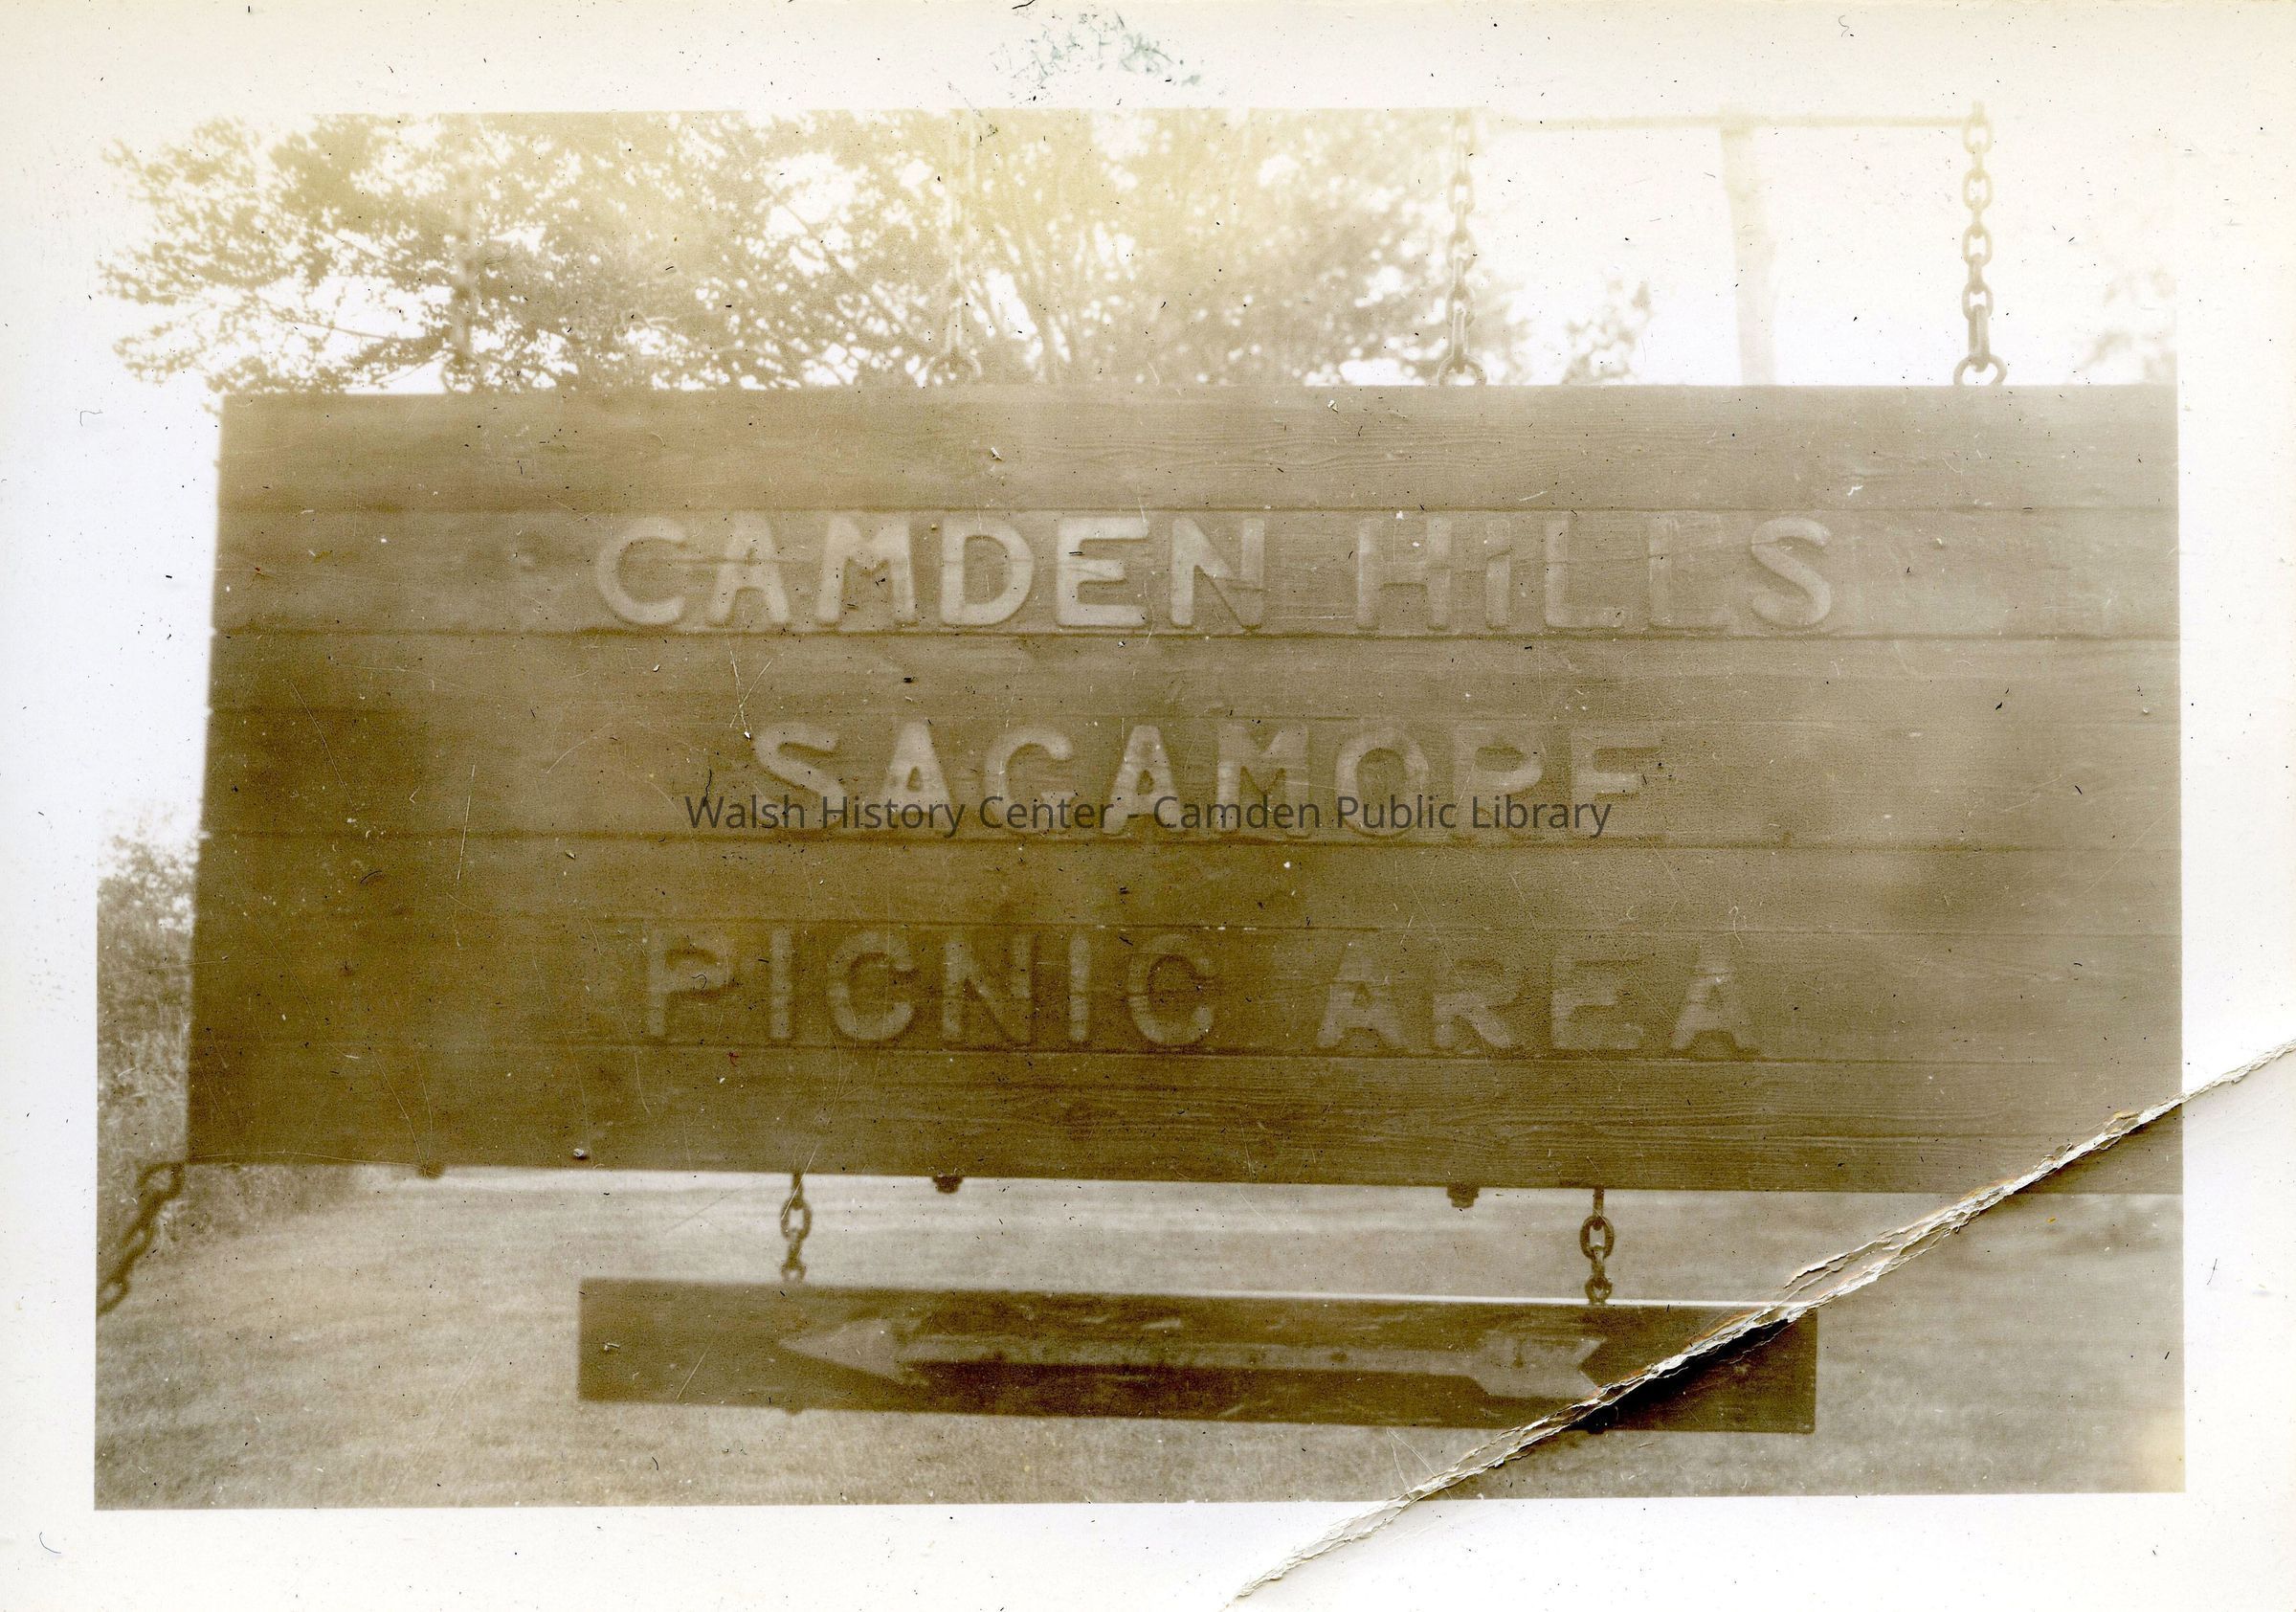 CAMDEN HILLS
SAGAMORE
Walsh History Center - Camden Public Library
PICNIC AREA